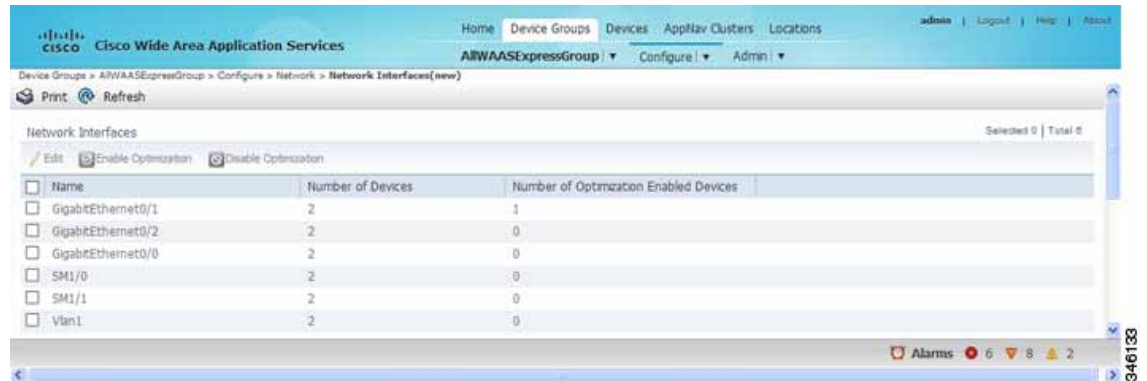 Home Device Groups Devices AppNav Clusters Locations
admin | Logout | Help | About
cisco Cisco Wide Area Application Services
AllWAASExpressGroup ▼ Configure ▼ Admin ▼
Device Groups > AllWAASExpressGroup > Configure > Network > Network Interfaces(new)
Print Refresh
Network Interfaces
Selected 0 | Total 6
Edit Enable Optimization Disable Optimization
Name Number of Devices Number of Optimization Enabled Devices
GigabitEthernet0/1 2 1
GigabitEthernet0/2 2 0
GigabitEthernet0/0 2 0
SM1/0 2 0
SM1/1 2 0
Vlan1 2 0
Alarms 6 8 2
346133